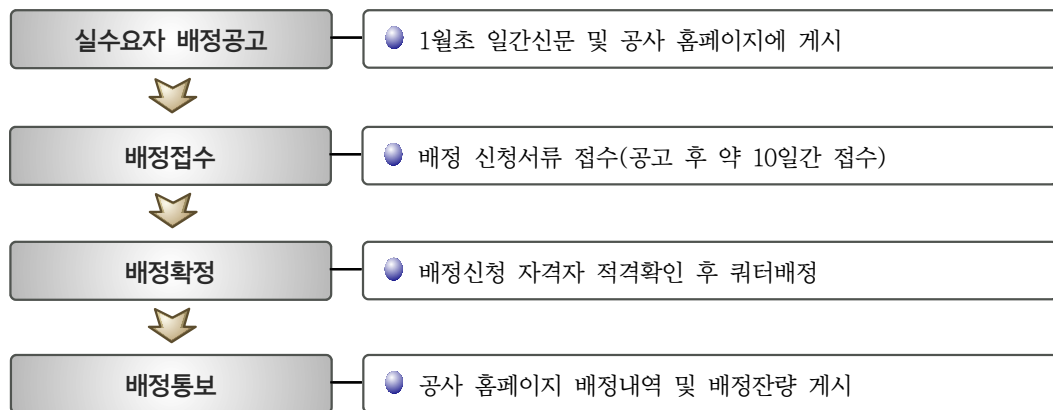 실수요자 배정공고
1월초 일간신문 및 공사 홈페이지에 게시
배정접수
배정 신청서류 접수(공고 후 약 10일간 접수)
배정확정
배정신청 자격자 적격확인 후 쿼터배정
배정통보
공사 홈페이지 배정내역 및 배정잔량 게시